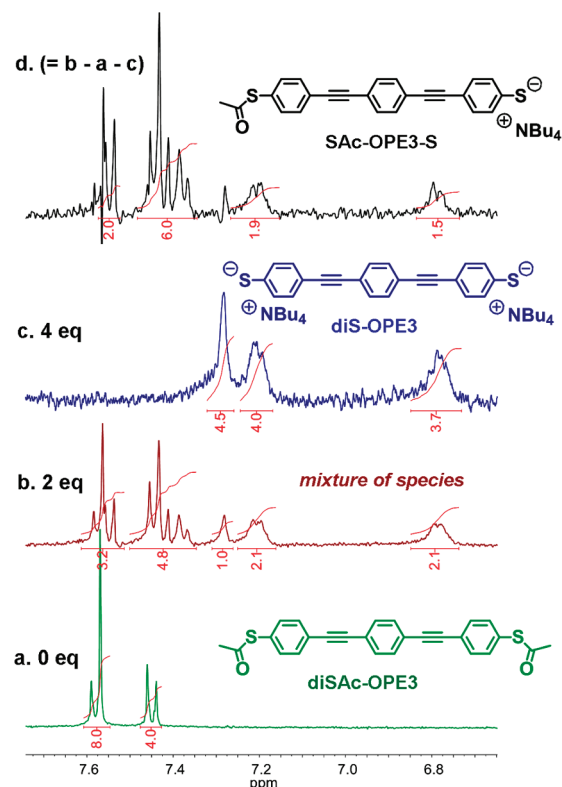 d. (= b - a - c)
S
O
S
⊖
⊕ NBu4
SAc-OPE3-S
2.0
6.0
1.9
1.5
⊖
S
S
⊖
⊕
NBu4
⊕
NBu4
diS-OPE3
c. 4 eq
4.5
4.0
3.7
b. 2 eq
mixture of species
3.2
4.8
1.0
2.1
2.1
S
O
S
O
diSAc-OPE3
a. 0 eq
8.0
4.0
7.6 7.4 7.2 7.0 6.8
ppm